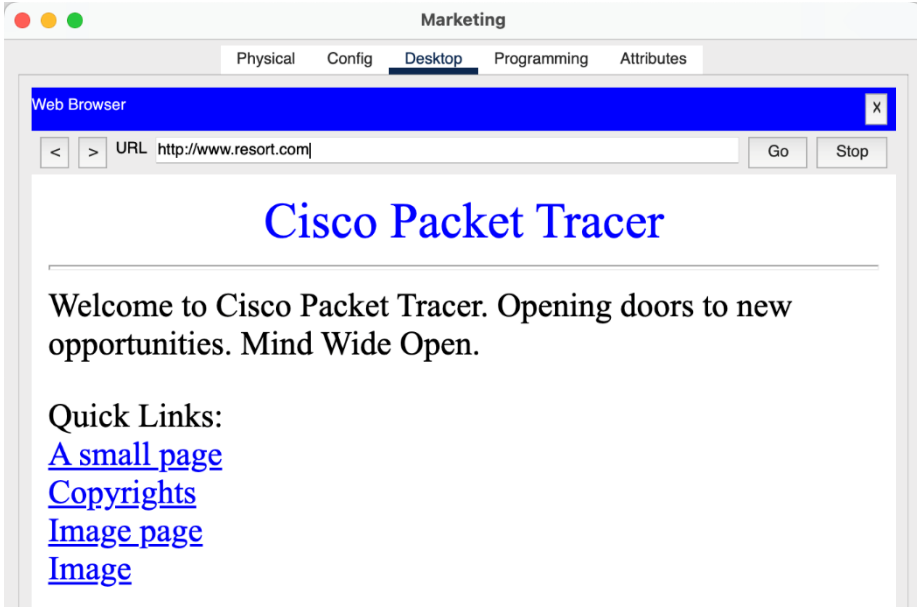 Marketing
Physical Config Desktop Programming Attributes
Web Browser X
< > URL http://www.resort.com Go Stop
Cisco Packet Tracer
Welcome to Cisco Packet Tracer. Opening doors to new
opportunities. Mind Wide Open.
Quick Links:
A small page
Copyrights
Image page
Image